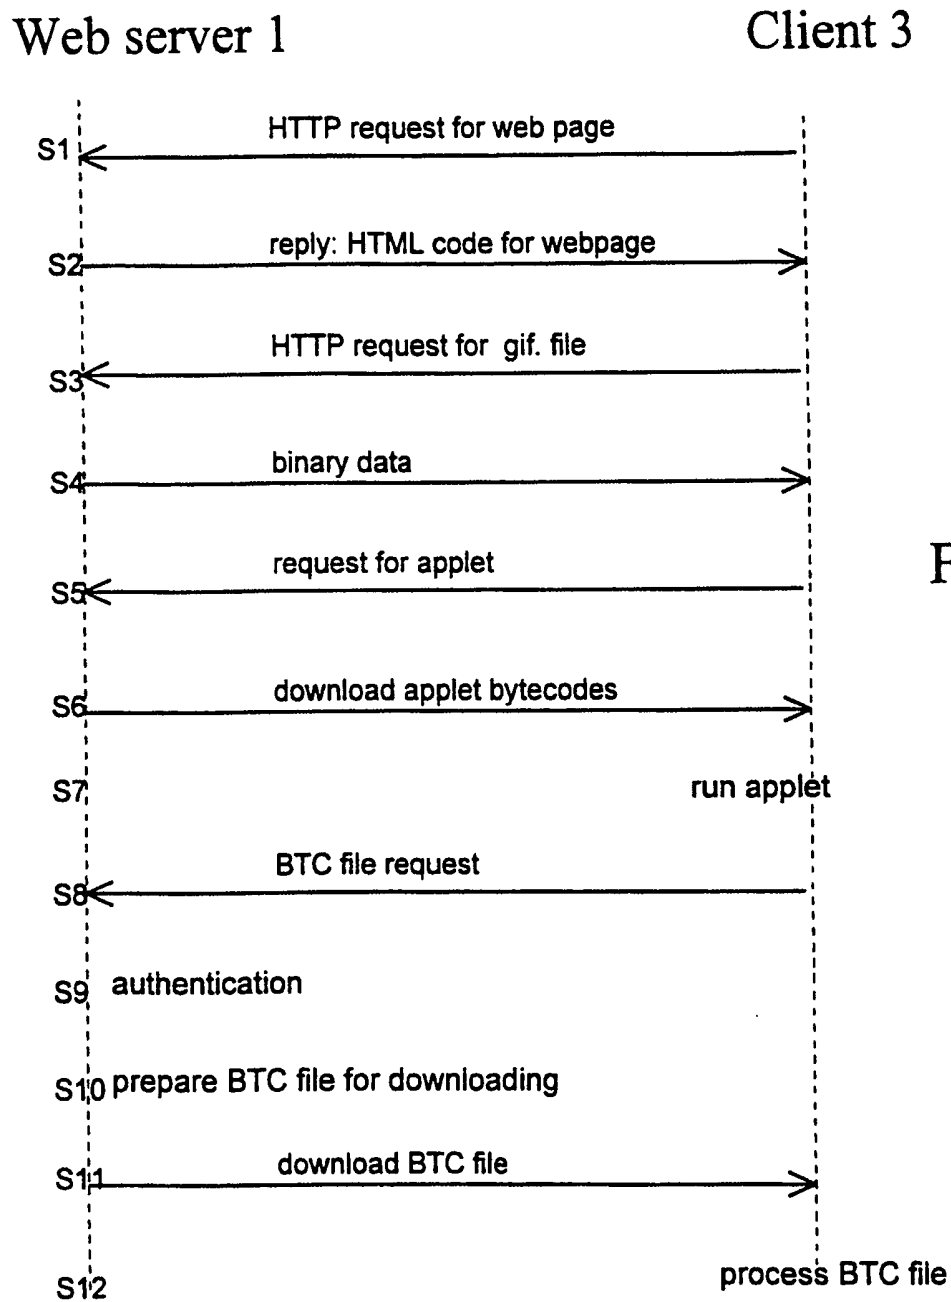 Web server 1 Client 3
S1 HTTP request for web page
S2 reply: HTML code for webpage
S3 HTTP request for gif. file
S4 binary data
S5 request for applet
F
S6 download applet bytecodes
S7 run applet
S8 BTC file request
S9 authentication
S10 prepare BTC file for downloading
S11 download BTC file
S12 process BTC file